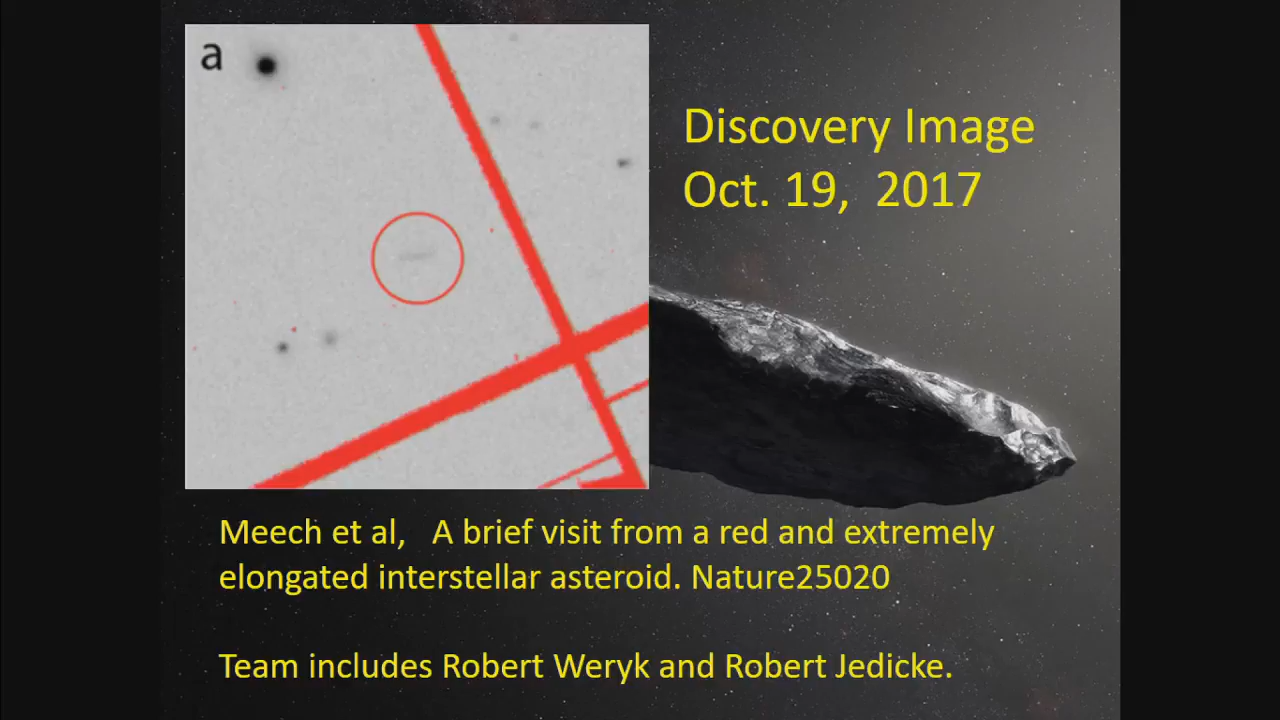 a
Discovery Image
Oct. 19, 2017
Meech et al, A brief visit from a red and extremely
elongated interstellar asteroid. Nature25020
Team includes Robert Weryk and Robert Jedicke.